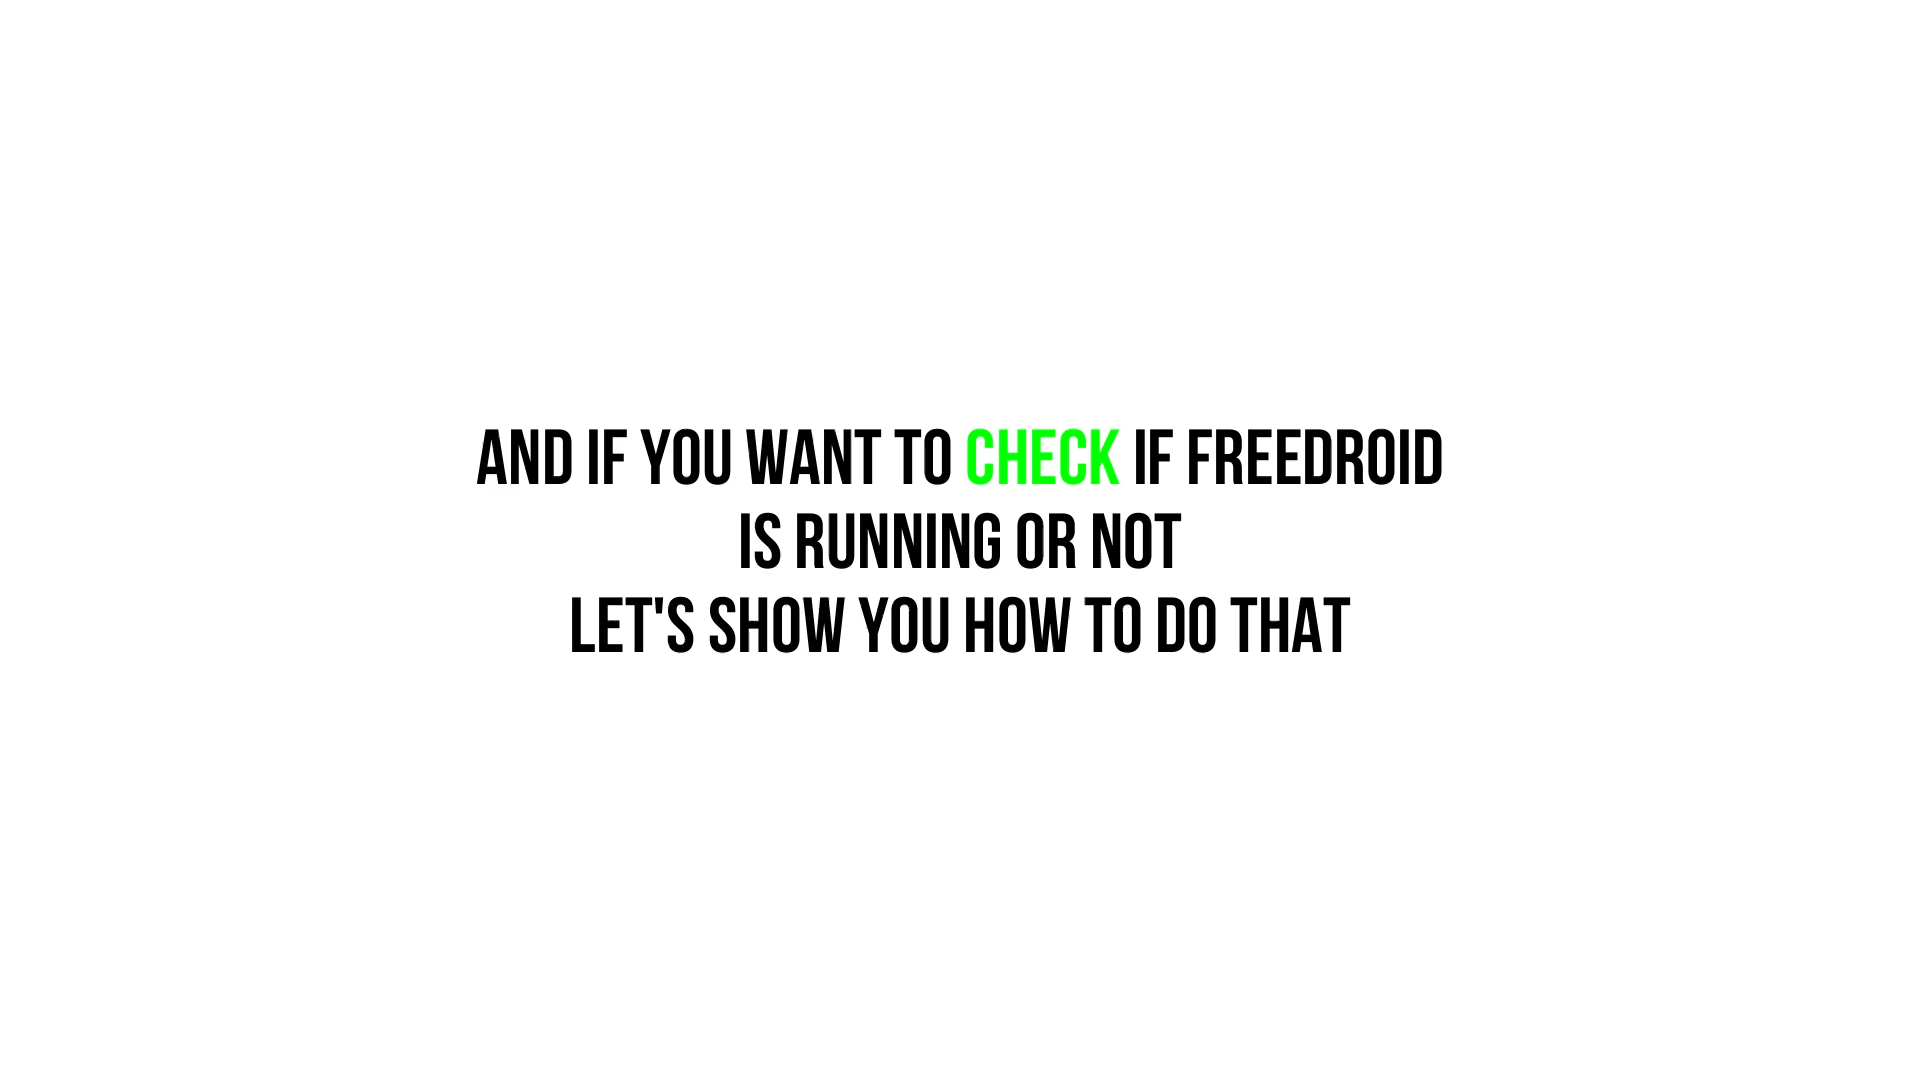 AND IF YOU WANT TO CHECK IF FREEDROID
IS RUNNING OR NOT
LET'S SHOW YOU HOW TO DO THAT